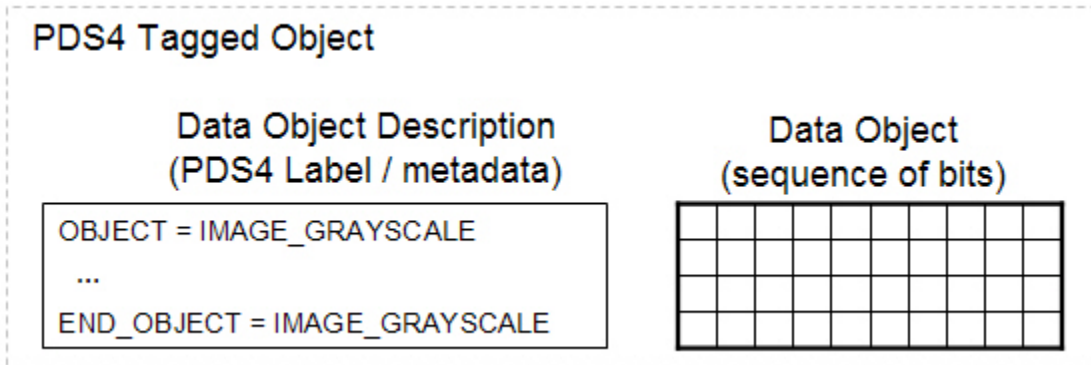 PDS4 Tagged Object
Data Object Description
(PDS4 Label / metadata)
OBJECT = IMAGE_GRAYSCALE
...
END_OBJECT = IMAGE_GRAYSCALE
Data Object
(sequence of bits)